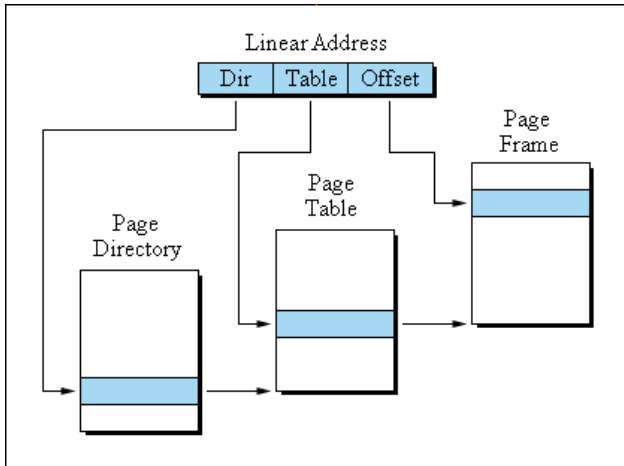 Linear Address
Dir Table Offset
Page
Frame
Page
Table
Page
Directory